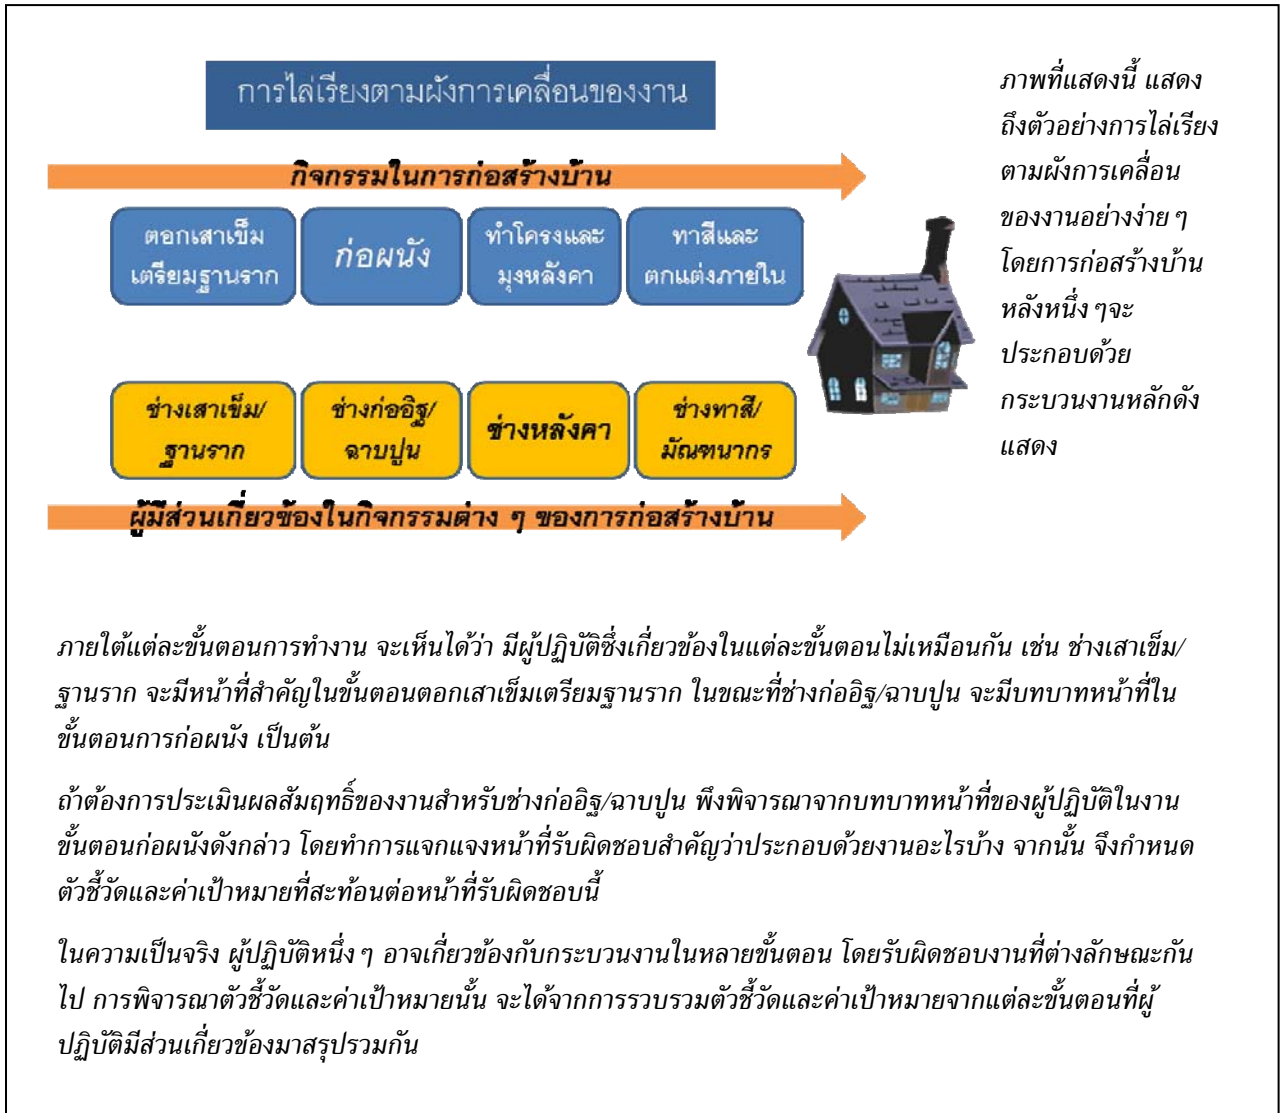 การไล่เรียงตามผังการเคลื่อนของงาน
กิจกรรมในการก่อสร้างบ้าน
ตอกเสาเข็ม
เตรียมฐานราก
ก่อผนัง
ทำโครงและ
มุงหลังคา
ทาสีและ
ตกแต่งภายใน
ช่างเสาเข็ม/
ฐานราก
ช่างก่ออิฐ/
ฉาบปูน
ช่างหลังคา
ช่างทาสี/
มัณฑนากร
ผู้มีส่วนเกี่ยวข้องในกิจกรรมต่าง ๆ ของการก่อสร้างบ้าน
ภาพที่แสดงนี้ แสดง
ถึงตัวอย่างการไล่เรียง
ตามผังการเคลื่อน
ของงานอย่างง่าย ๆ
โดยการก่อสร้างบ้าน
หลังหนึ่ง ๆจะ
ประกอบด้วย
กระบวนงานหลักดัง
แสดง
ภายใต้แต่ละขั้นตอนการทำงาน จะเห็นได้ว่า มีผู้ปฏิบัติซึ่งเกี่ยวข้องในแต่ละขั้นตอนไม่เหมือนกัน เช่น ช่างเสาเข็ม/
ฐานราก จะมีหน้าที่สำคัญในขั้นตอนตอกเสาเข็มเตรียมฐานราก ในขณะที่ช่างก่ออิฐ/ฉาบปูน จะมีบทบาทหน้าที่ใน
ขั้นตอนการก่อผนัง เป็นต้น
ถ้าต้องการประเมินผลสัมฤทธิ์ของงานสำหรับช่างก่ออิฐ/ฉาบปูน พึงพิจารณาจากบทบาทหน้าที่ของผู้ปฏิบัติในงาน
ขั้นตอนก่อผนังดังกล่าว โดยทำการแจกแจงหน้าที่รับผิดชอบสำคัญว่าประกอบด้วยงานอะไรบ้าง จากนั้น จึงกำหนด
ตัวชี้วัดและค่าเป้าหมายที่สะท้อนต่อหน้าที่รับผิดชอบนี้
ในความเป็นจริง ผู้ปฏิบัติหนึ่ง ๆ อาจเกี่ยวข้องกับกระบวนงานในหลายขั้นตอน โดยรับผิดชอบงานที่ต่างลักษณะกัน
ไป การพิจารณาตัวชี้วัดและค่าเป้าหมายนั้น จะได้จากการรวบรวมตัวชี้วัดและค่าเป้าหมายจากแต่ละขั้นตอนที่ผู้
ปฏิบัติมีส่วนเกี่ยวข้องมาสรุปรวมกัน